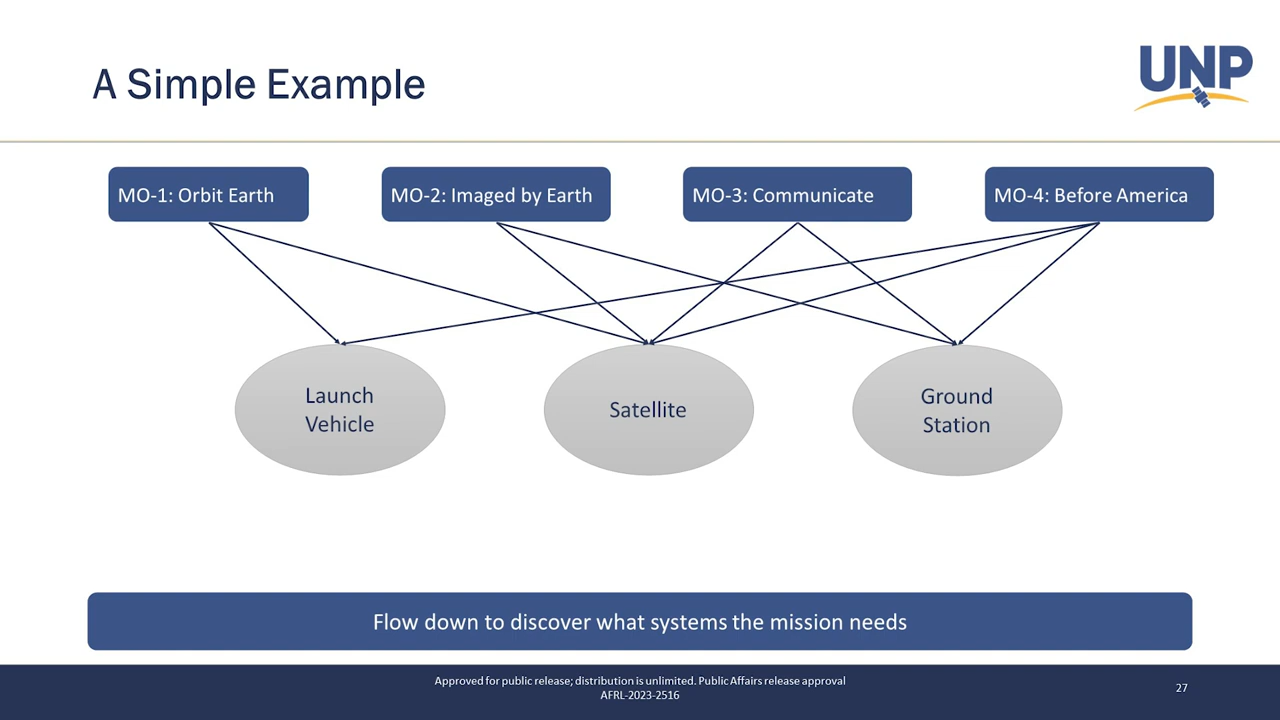 A Simple Example
UNP
MO-1: Orbit Earth
MO-2: Imaged by Earth
MO-3: Communicate
MO-4: Before America
Launch
Vehicle
Satellite
Ground
Station
Flow down to discover what systems the mission needs
Approved for public release; distribution is unlimited. Public Affairs release approval
AFRL-2023-2516
27